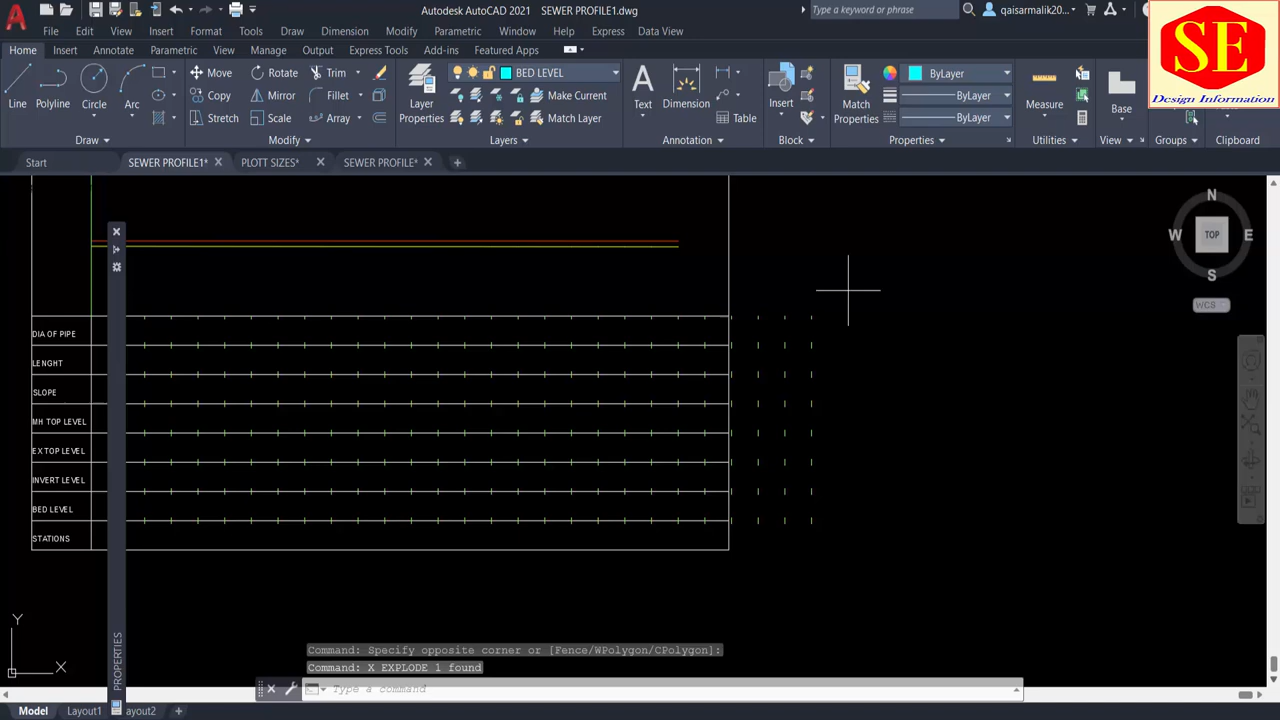 Autodesk AutoCAD 2021 SEWER PROFILE1.dwg
Type a keyword or phrase
qaisarmalik20...
File Edit View Insert Format Tools Draw Dimension Modify Parametric Window Help Express Data View
Home Insert Annotate Parametric View Manage Output Express Tools Add-ins Featured Apps
SE
Design Information
Line
Polyline
Circle
Arc
Move
Rotate
Trim
Copy
Mirror
Fillet
Stretch
Scale
Array
Layer
Properties
BED LEVEL
Make Current
Match Layer
Text
Dimension
Table
Insert
Match
Properties
ByLayer
ByLayer
ByLayer
Measure
Base
Draw
Modify
Layers
Annotation
Block
Properties
Utilities
View
Groups
Clipboard
Start
SEWER PROFILE1*
PLOTT SIZES*
SEWER PROFILE*
N
W
TOP
E
S
WCS
DIA OF PIPE
LENGHT
SLOPE
MH TOP LEVEL
EX TOP LEVEL
INVERT LEVEL
BED LEVEL
STATIONS
PROPERTIES
Y
X
Command: Specify opposite corner or [Fence/WPolygon/CPolygon]:
Command: X EXPLODE 1 found
Type a command
Model
Layout1
ayout2